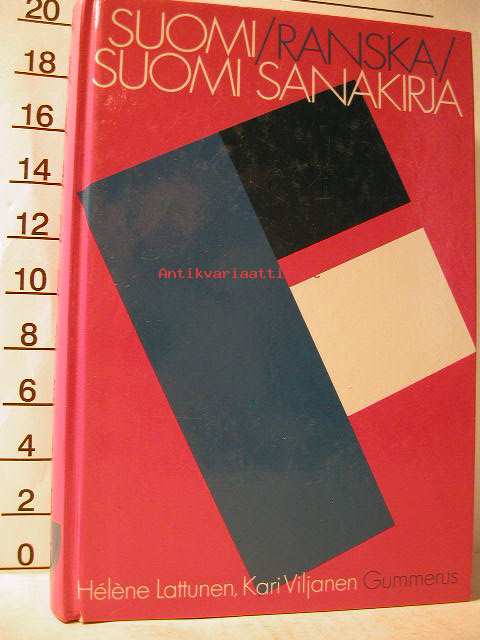 SUOMI/RANSKA/
SUOMI SANAKIRJA
Antikvariaatti
Hélène Lattunen, Kari Viljanen Gummerus
20
18
16
14
12
10
8
6
4
2
0